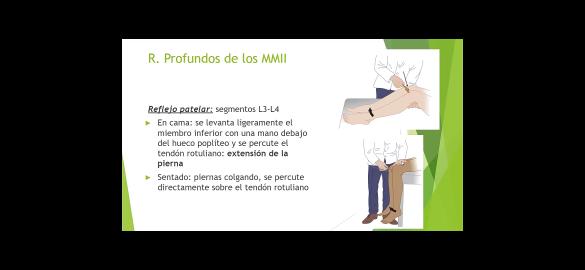 R. Profundos de los MMII
Reflejo patelar: segmentos L3-L4
En cama: se levanta ligeramente el
miembro inferior con una mano debajo
del hueco poplíteo y se percute el
tendón rotuliano: extensión de la
pierna
Sentado: piernas colgando, se percute
directamente sobre el tendón rotuliano